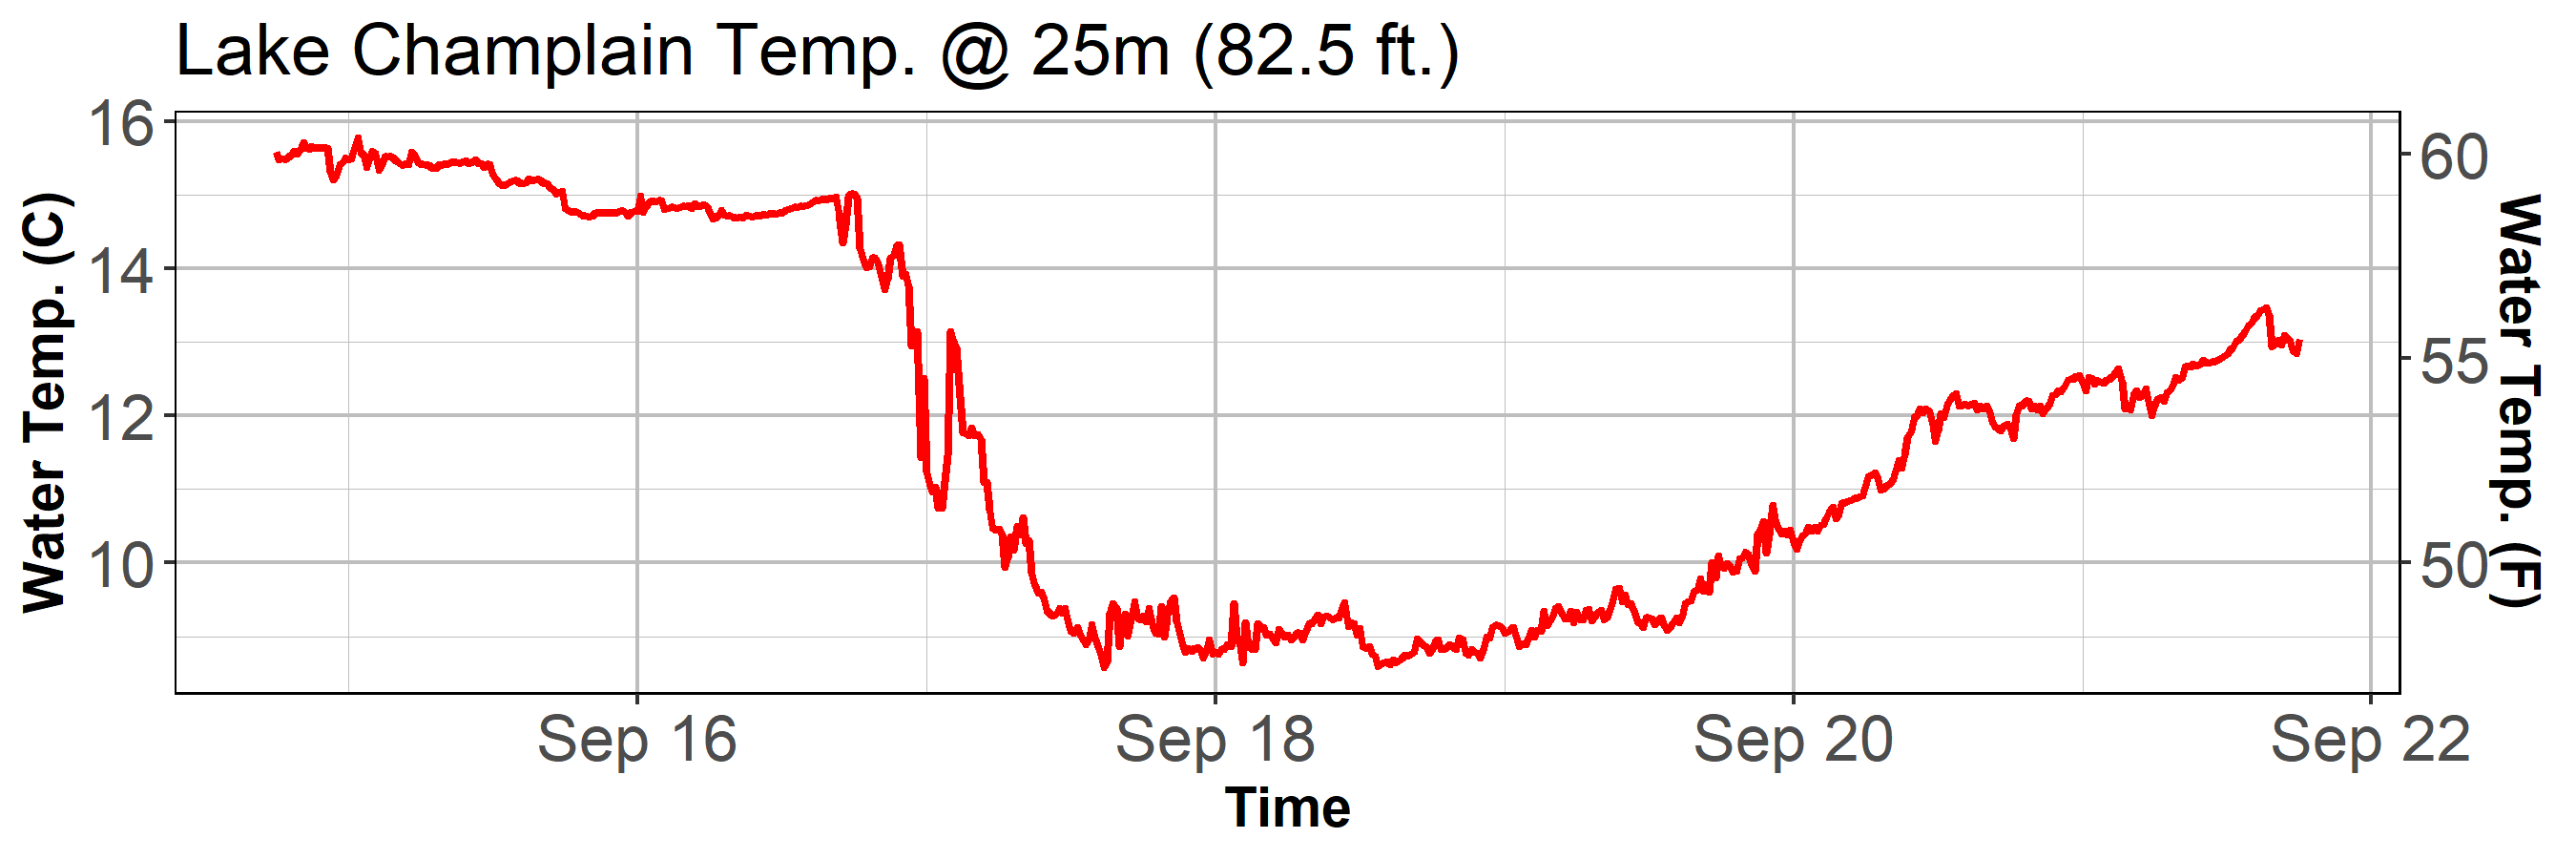 Lake Champlain Temp. @ 25m (82.5 ft.)
Water Temp. (C)
16
14
12
10
60
55
50
Water Temp. (F)
Sep 16 Sep 18 Sep 20 Sep 22
Time